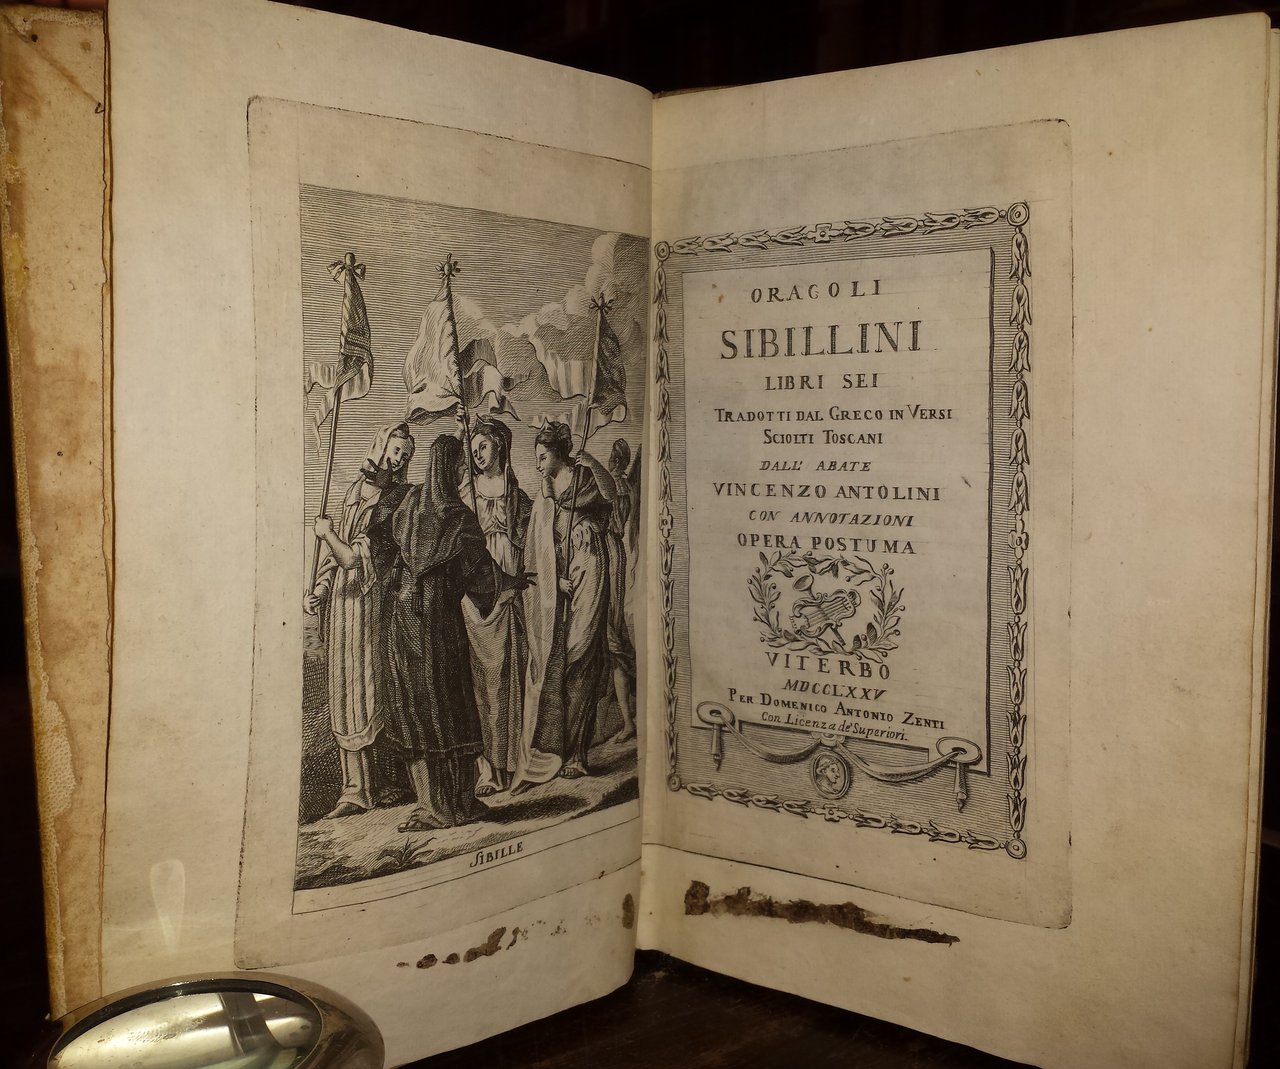 SIBILLE
ORACOLI
SIBILLINI
LIBRI SEI
TRADOTTI DAL GRECO IN VERSI
SCIOLTI TOSCANI
DALL' ABATE
VINCENZO ANTOLINI
CON ANNOTAZIONI
OPERA POSTUMA
VITERBO
MDCCLXXV
PER DOMENICO ANTONIO ZENTI
Con Licenza de' Superiori.